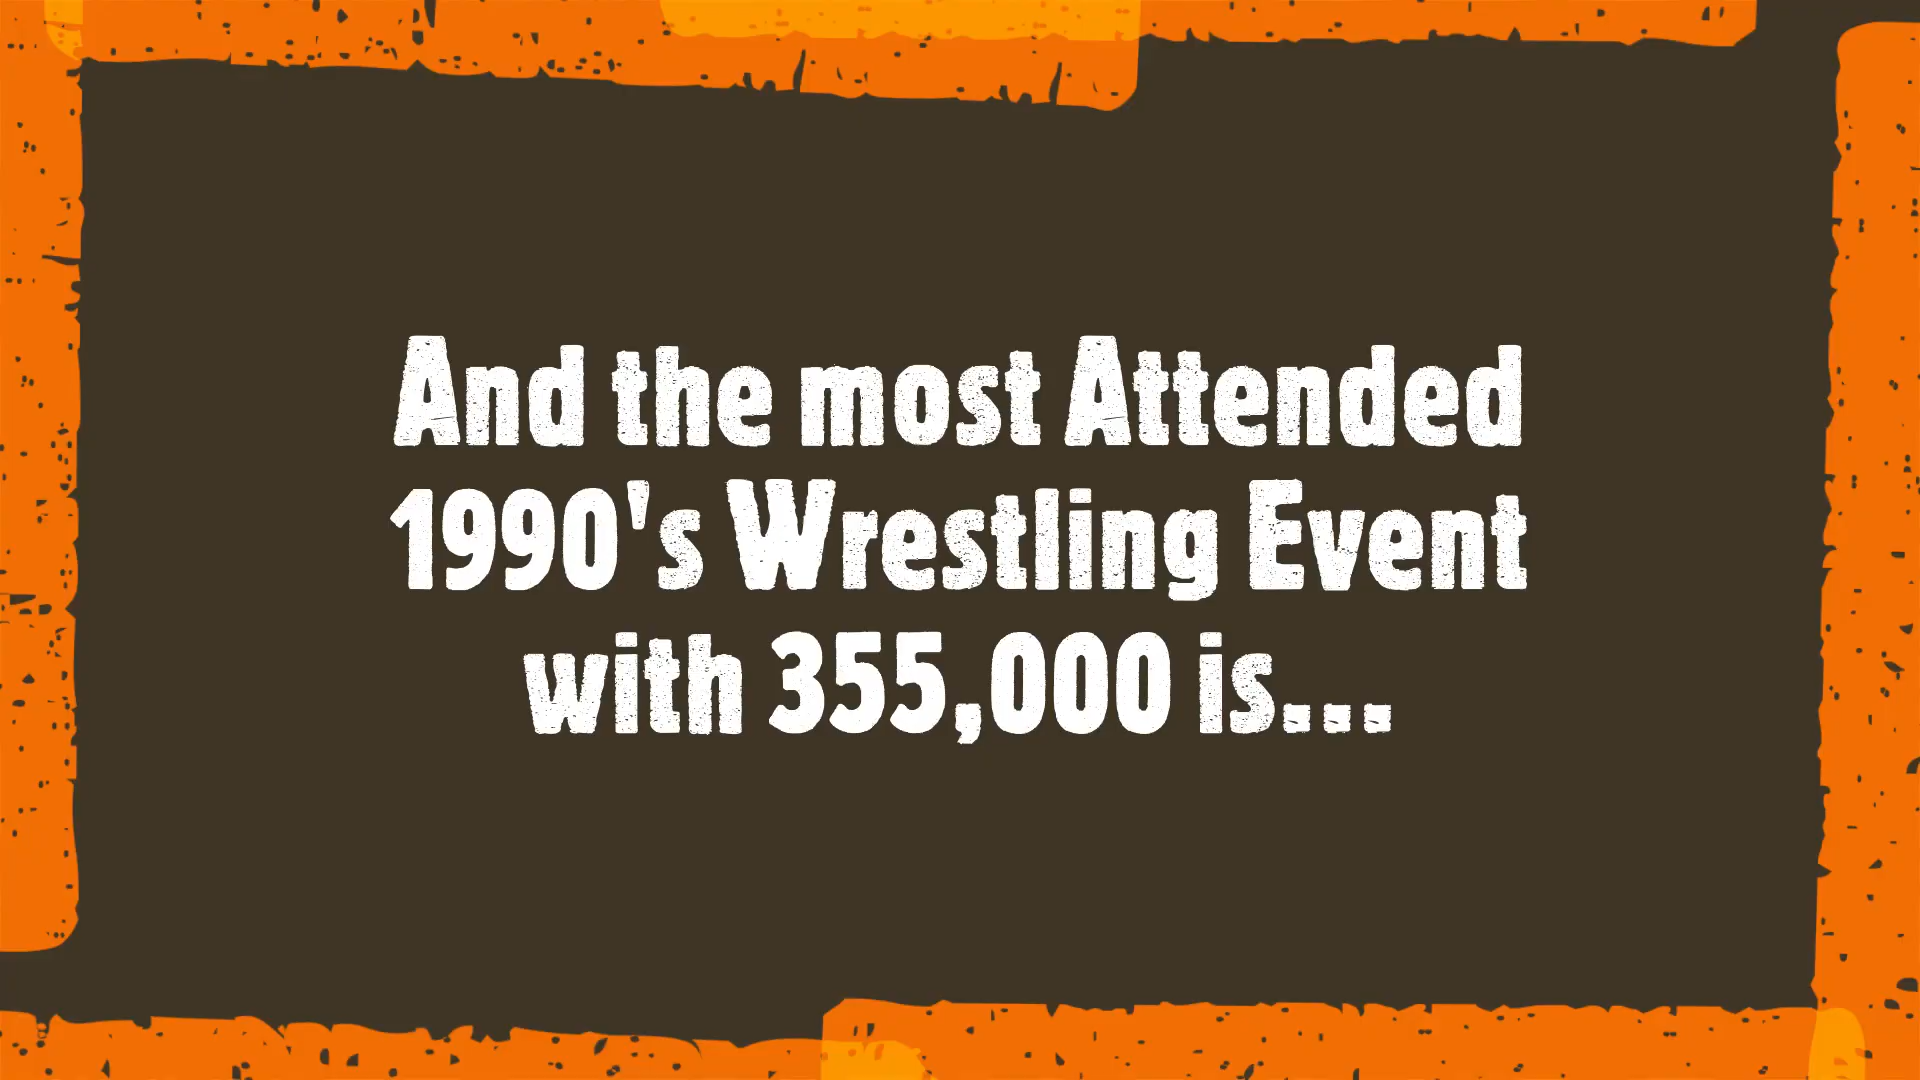 And the most Attended
1990's Wrestling Event
with 355,000 is...